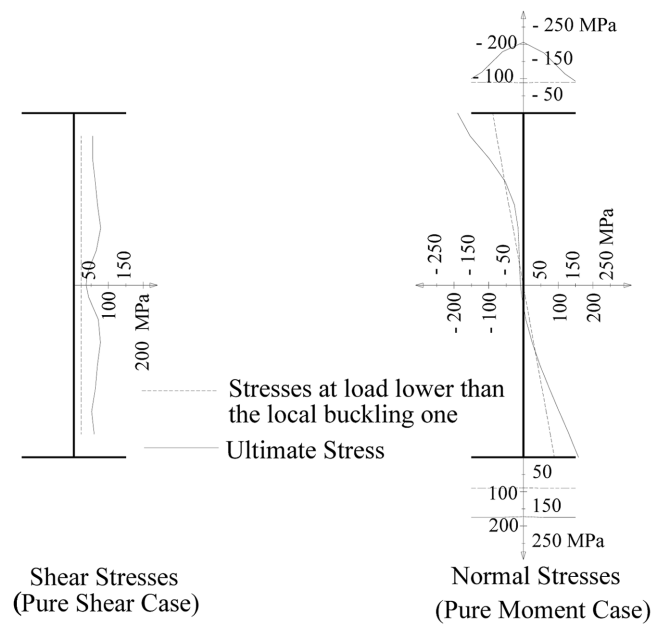 - 250 MPa
- 200
- 150
- 100
- 50
50
150
100
200 MPa
- 250
- 150
- 50
50
150
250 MPa
- 200
- 100
100
200
Stresses at load lower than
the local buckling one
Ultimate Stress
50
100
150
200
250 MPa
Shear Stresses
(Pure Shear Case)
Normal Stresses
(Pure Moment Case)